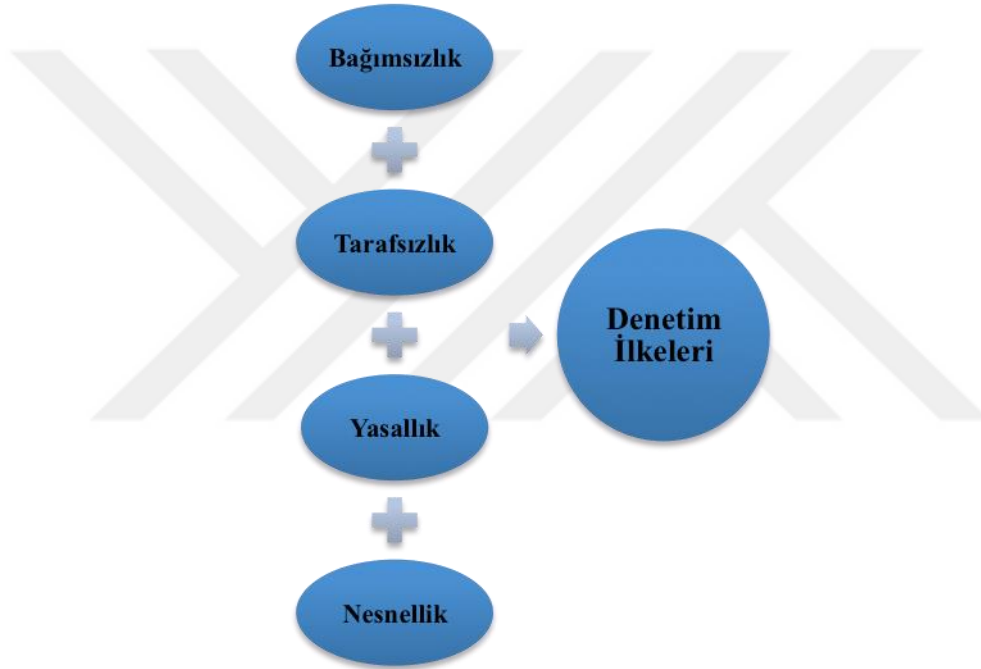 Bağımsızlık
Tarafsızlık
Yasallık
Nesnellik
Denetim
İlkeleri